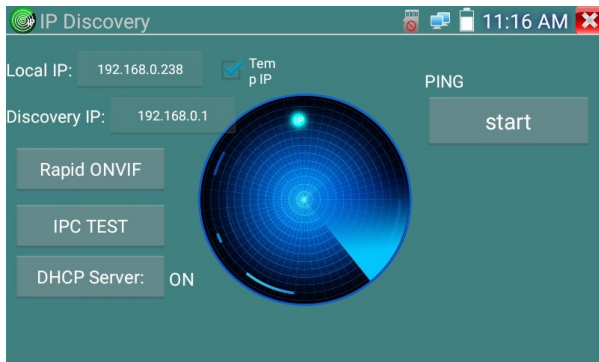 IP Discovery
11:16 AM
Local IP: 192.168.0.238
Tem
p IP
PING
Discovery IP: 192.168.0.1
start
Rapid ONVIF
IPC TEST
DHCP Server: ON